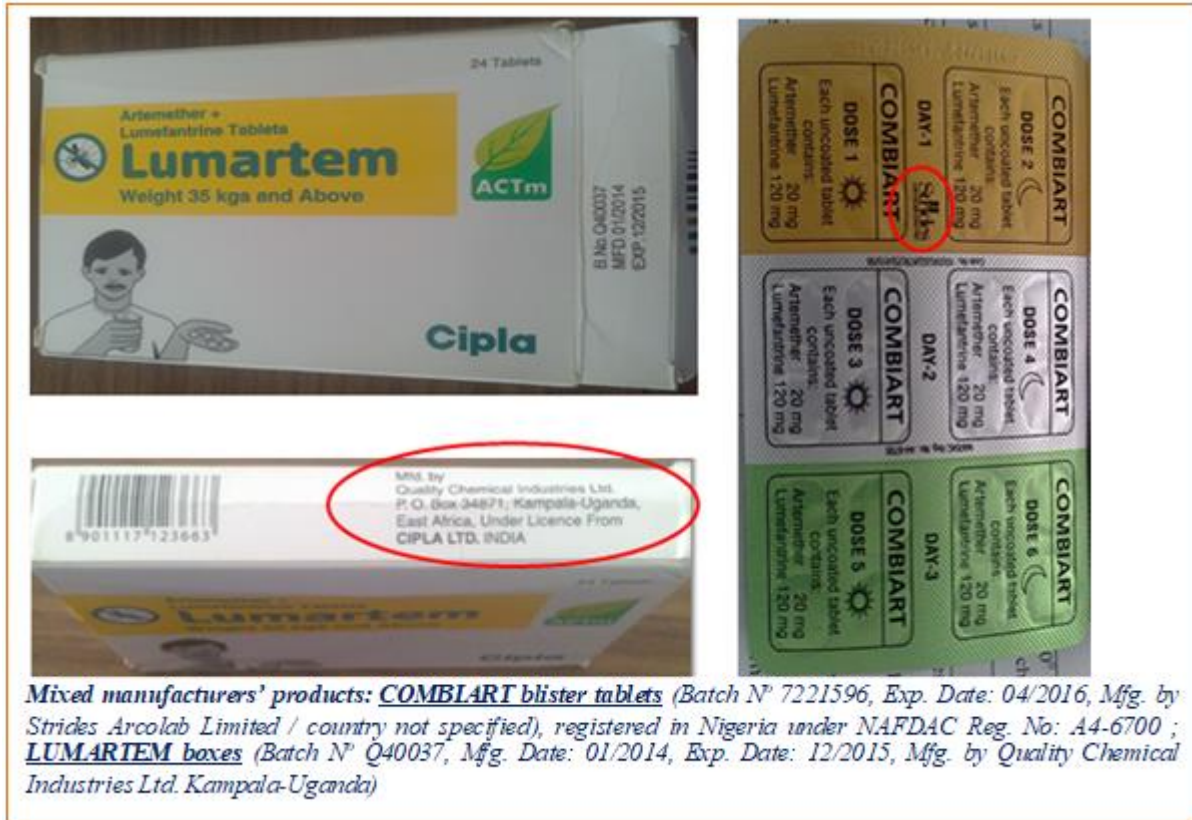 24 Tablets
Artemether +
Lumefantrine Tablets
Lumartem
Weight 35 kgs and Above
ACTm
B.No.Q40037
MFD.01/2014
EXP.12/2015
Cipla
8 901117 123663
Mfd. by
Quality Chemical Industries Ltd.
P. O. Box 34871, Kampala-Uganda,
East Africa, Under Licence From
CIPLA LTD. INDIA
24 Tablets
Lumartem
Cipla
COMBIART
DOSE 2
Each uncoated tablet
contains:
Artemether 20 mg
Lumefantrine 120 mg
DAY-1
Strides
COMBIART
DOSE 1
Each uncoated tablet
contains:
Artemether 20 mg
Lumefantrine 120 mg
COMBIART
DOSE 4
Each uncoated tablet
contains:
Artemether 20 mg
Lumefantrine 120 mg
DAY-2
COMBIART
DOSE 3
Each uncoated tablet
contains:
Artemether 20 mg
Lumefantrine 120 mg
COMBIART
DOSE 6
Each uncoated tablet
contains
Artemether 20 mg
Lumefantrine 120 mg
DAY-3
COMBIART
DOSE 5
Each uncoated tablet
contains:
Artemether 20 mg
Lumefantrine 120 mg
Mixed manufacturers' products: COMBIART blister tablets (Batch N° 7221596, Exp. Date: 04/2016, Mfg. by
Strides Arcolab Limited / country not specified), registered in Nigeria under NAFDAC Reg. No: A4-6700 ;
LUMARTEM boxes (Batch N° Q40037, Mfg. Date: 01/2014, Exp. Date: 12/2015, Mfg. by Quality Chemical
Industries Ltd. Kampala-Uganda)